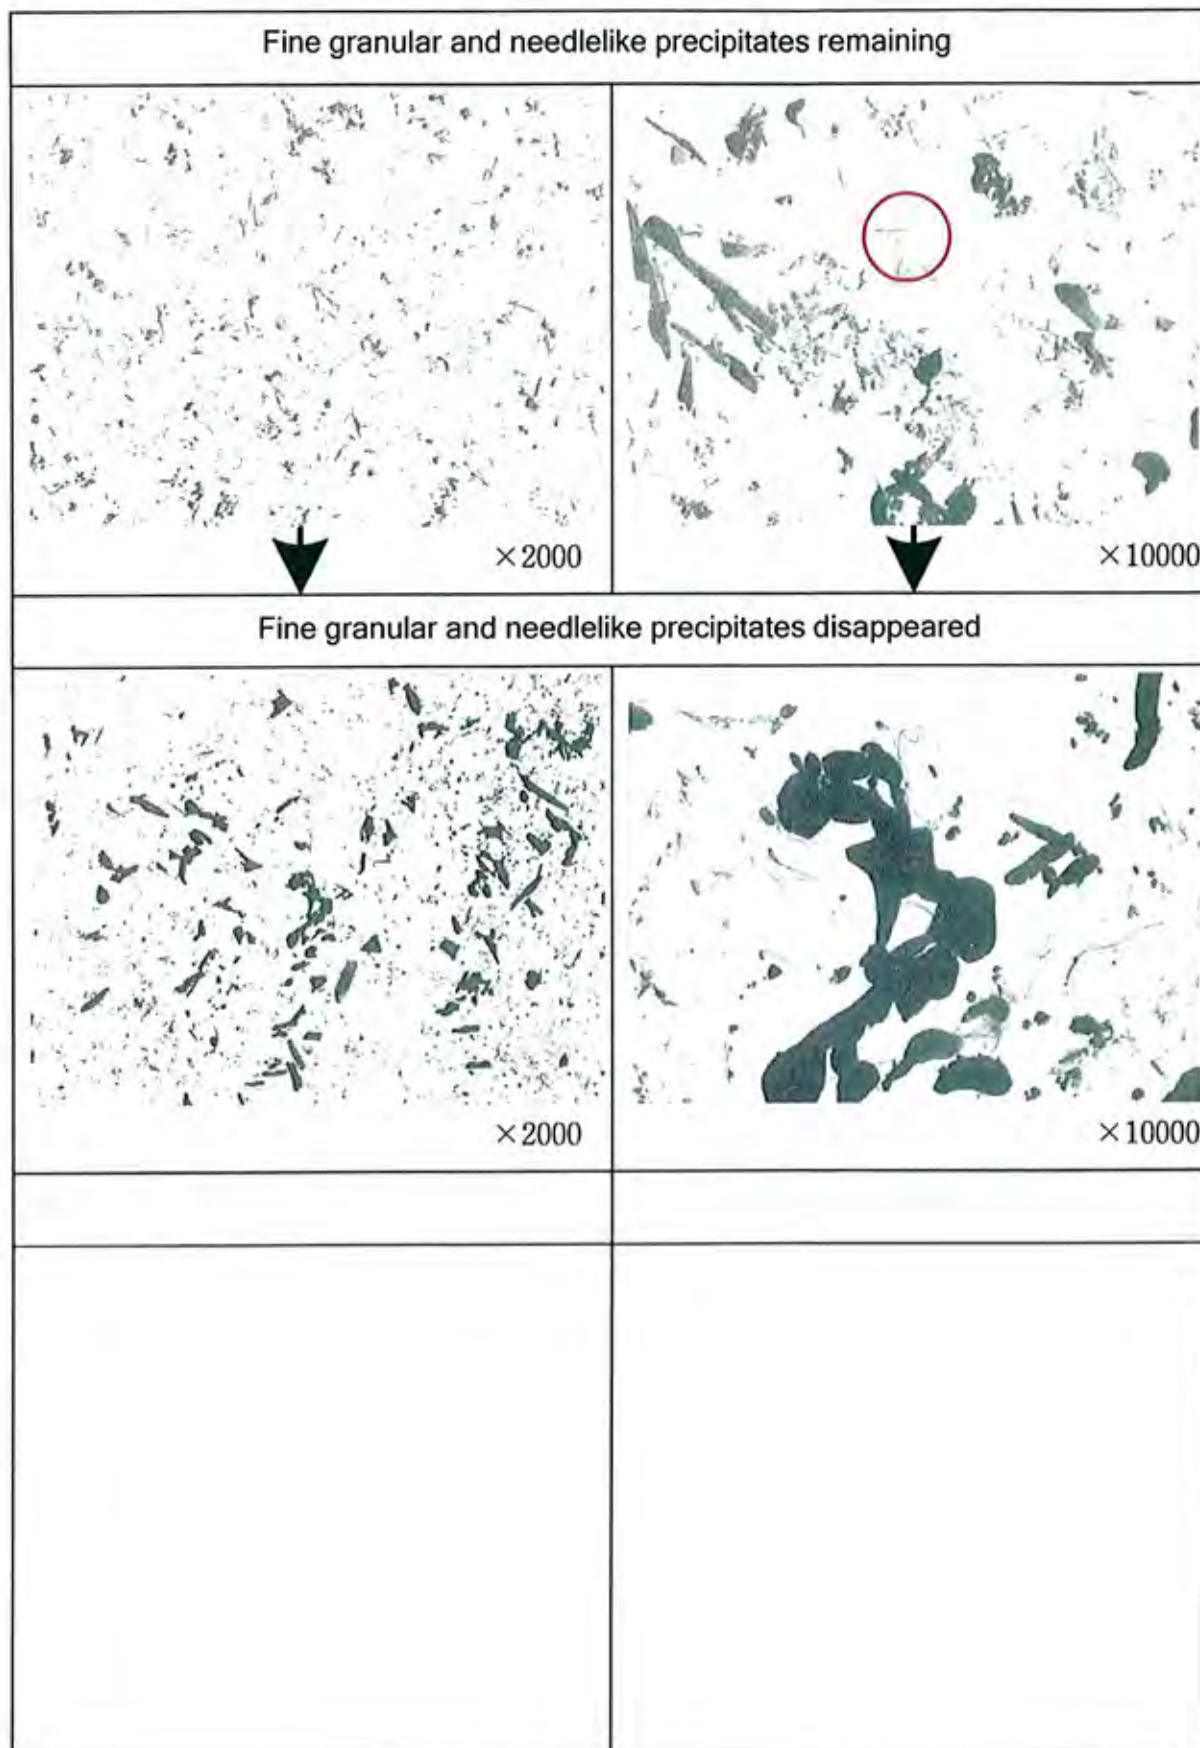 Fine granular and needlelike precipitates remaining
×2000
×10000
Fine granular and needlelike precipitates disappeared
×2000
×10000